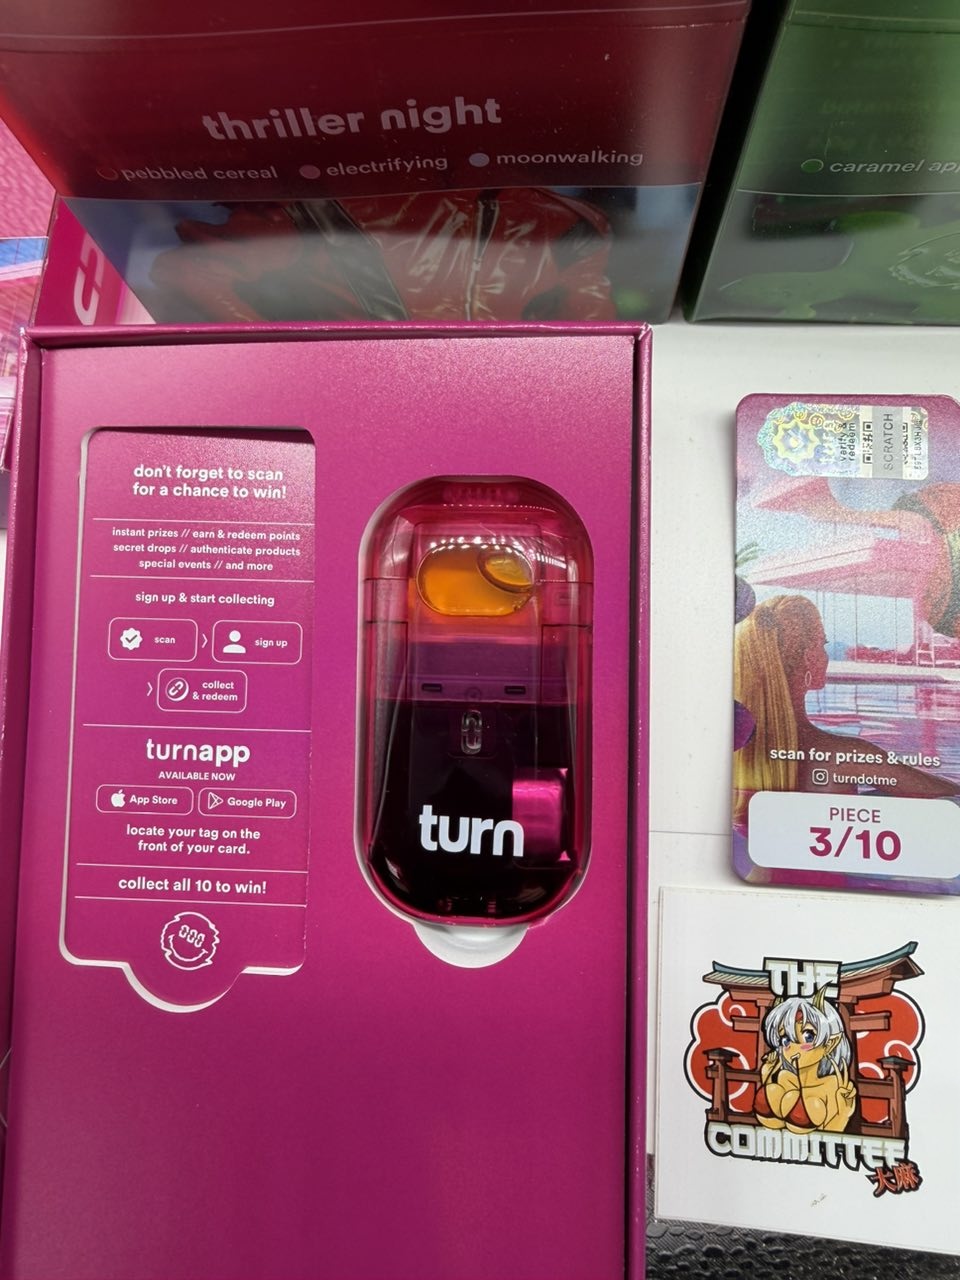 thriller night
pebbled cereal electrifying moonwalking
caramel
don't forget to scan
for a chance to win!
instant prizes // earn & redeem points
secret drops // authenticate products
special events // and more
sign up & start collecting
scan
sign up
collect
& redeem
turnapp
AVAILABLE NOW
App Store
Google Play
locate your tag on the
front of your card.
collect all 10 to win!
000
turn
verify &
redeem
SCRATCH
scan for prizes & rules
turndotme
PIECE
3/10
THE
COMMITTEE
大麻